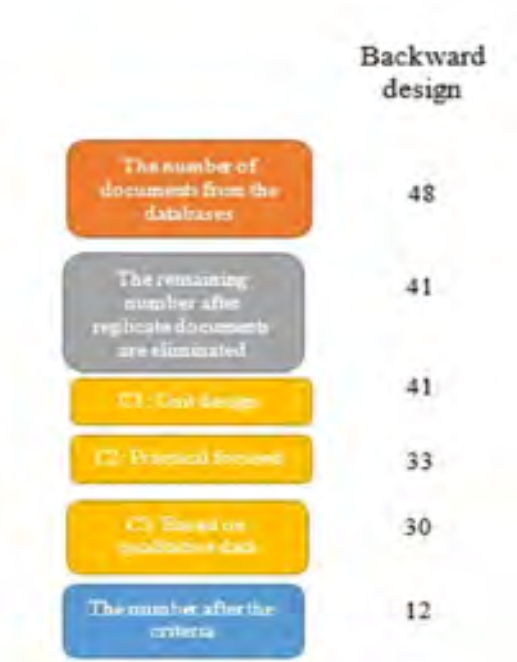 Backward
design
The number of
documents from the
databases
48
The remaining
number after
replicate documents
are eliminated
41
C1: Unit design
41
C2: Practical focused
33
C3: Based on
qualitative data
30
The number after the
criteria
12